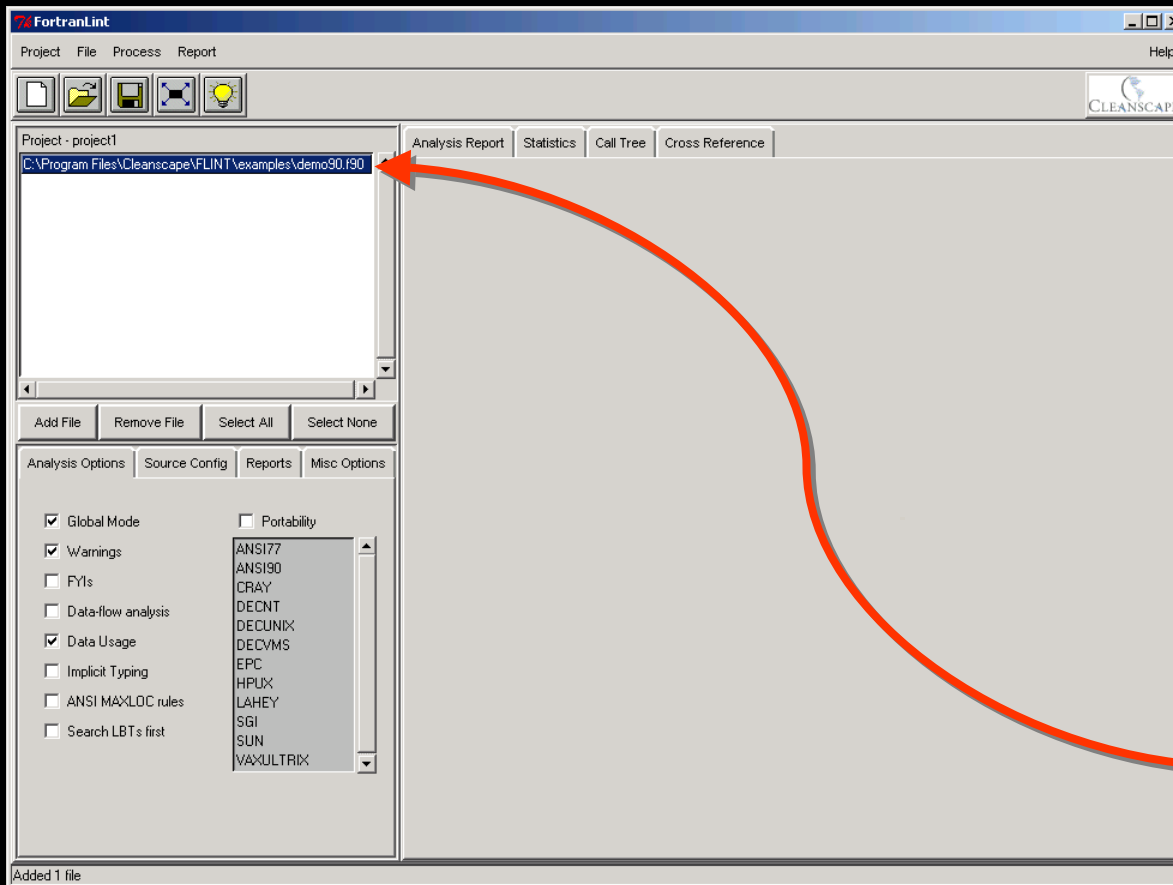 FortranLint
Project File Process Report Help
CLEANSCAPE
Project - project1
C:\Program Files\Cleanscape\FLINT\examples\demo90.f90
Add File Remove File Select All Select None
Analysis Options Source Config Reports Misc Options
Global Mode
Warnings
FYIs
Data-flow analysis
Data Usage
Implicit Typing
ANSI MAXLOC rules
Search LBTs first
Portability
ANSI77
ANSI90
CRAY
DECNT
DECUNIX
DECVMS
EPC
HPUX
LAHEY
SGI
SUN
VAXULTRIX
Analysis Report Statistics Call Tree Cross Reference
Added 1 file